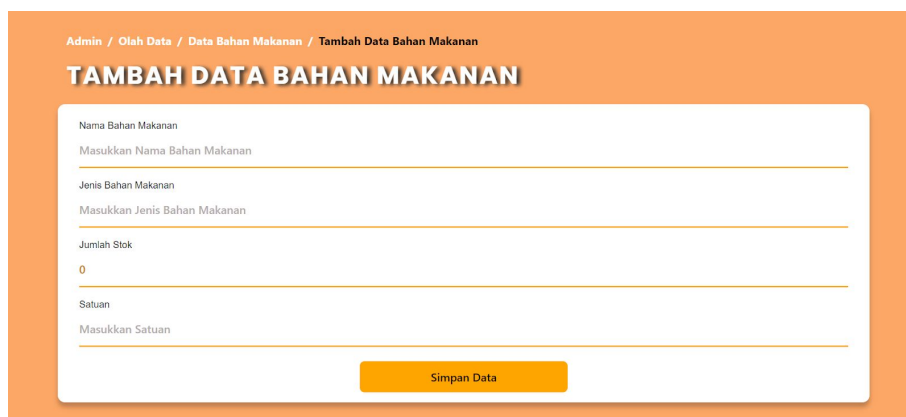 Admin / Olah Data / Data Bahan Makanan / Tambah Data Bahan Makanan
TAMBAH DATA BAHAN MAKANAN
Nama Bahan Makanan
Masukkan Nama Bahan Makanan
Jenis Bahan Makanan
Masukkan Jenis Bahan Makanan
Jumlah Stok
0
Satuan
Masukkan Satuan
Simpan Data